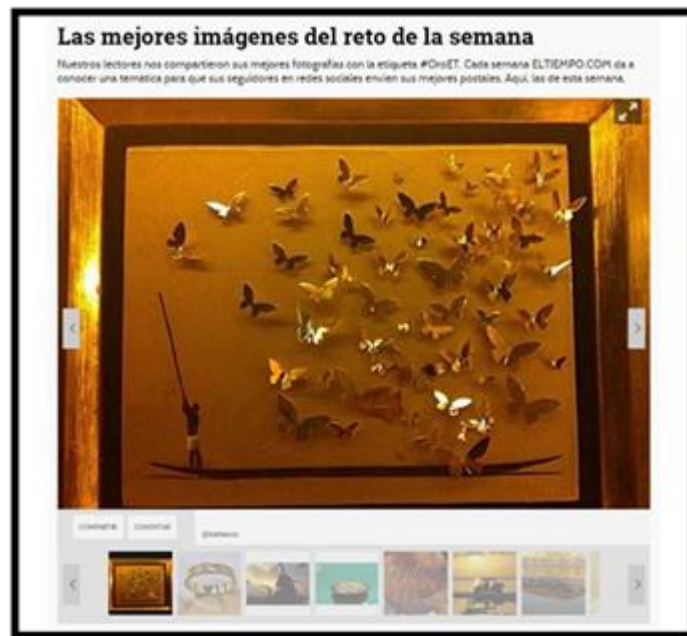 Las mejores imágenes del reto de la semana
Nuestros lectores nos compartieron sus mejores fotografías con la etiqueta #OroET. Cada semana ELTIEMPO.COM da a
conocer una temática para que sus seguidores en redes sociales envíen sus mejores postales. Aquí, las de esta semana.
COMPARTIR COMENTAR